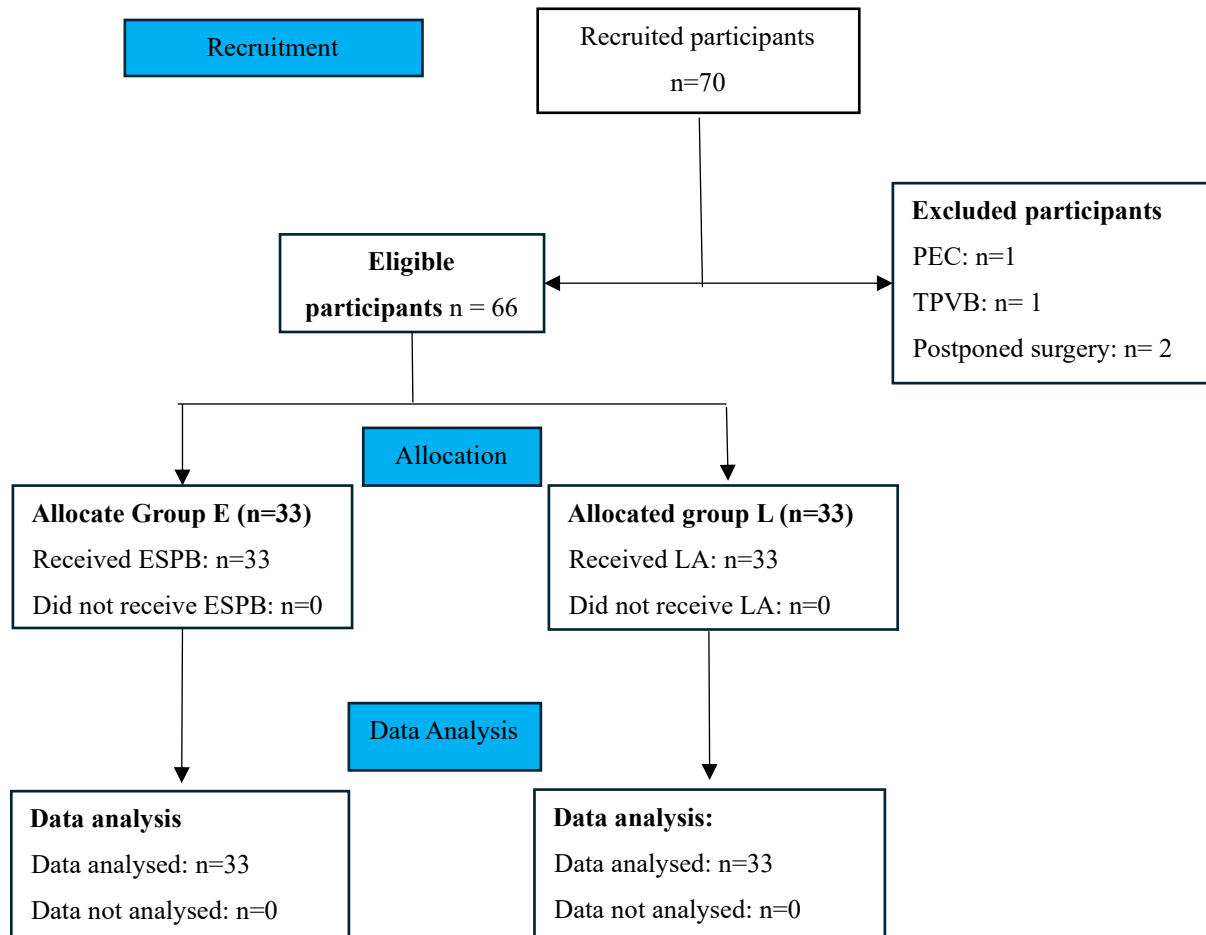 Recruitment
Recruited participants
n=70
Excluded participants
PEC: n=1
TPVB: n= 1
Postponed surgery: n= 2
Eligible
participants n = 66
Allocation
Allocate Group E (n=33)
Received ESPB: n=33
Did not receive ESPB: n=0
Allocated group L (n=33)
Received LA: n=33
Did not receive LA: n=0
Data Analysis
Data analysis
Data analysed: n=33
Data not analysed: n=0
Data analysis:
Data analysed: n=33
Data not analysed: n=0